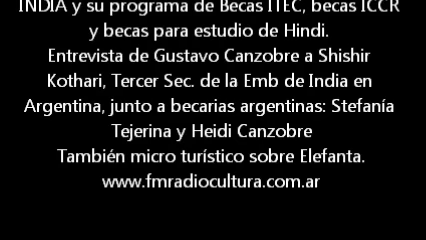 INDIA y su programa de Becas ITEC, becas ICCR
y becas para estudio de Hindi.
Entrevista de Gustavo Canzobre a Shishir
Kothari, Tercer Sec. de la Emb de India en
Argentina, junto a becarias argentinas: Stefanía
Tejerina y Heidi Canzobre
También micro turístico sobre Elefanta.
www.fmradiocultura.com.ar